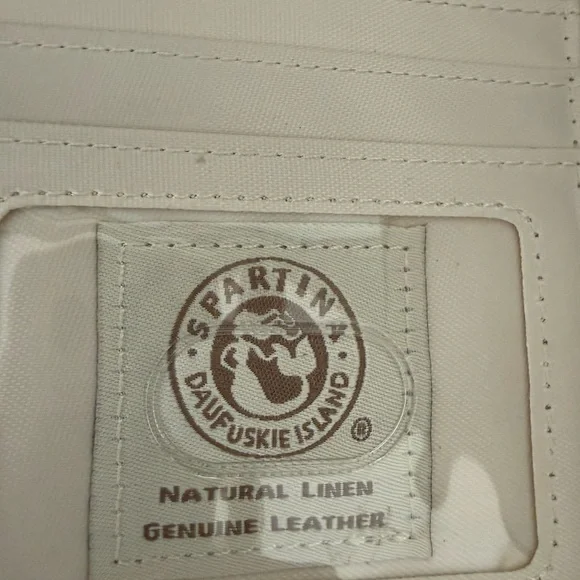 SPARTINA
DAUFUSKIE ISLAND
®
NATURAL LINEN
GENUINE LEATHER